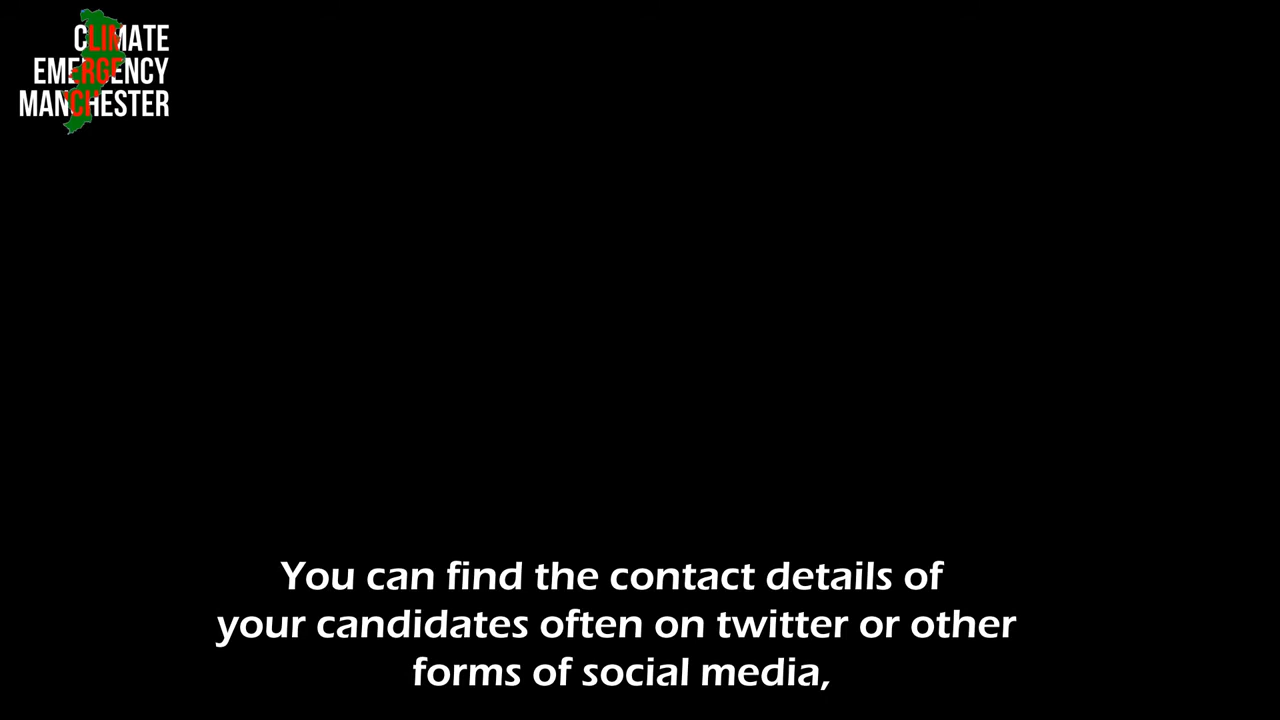 CLIMATE
EMERGENCY
MANCHESTER
You can find the contact details of
your candidates often on twitter or other
forms of social media,